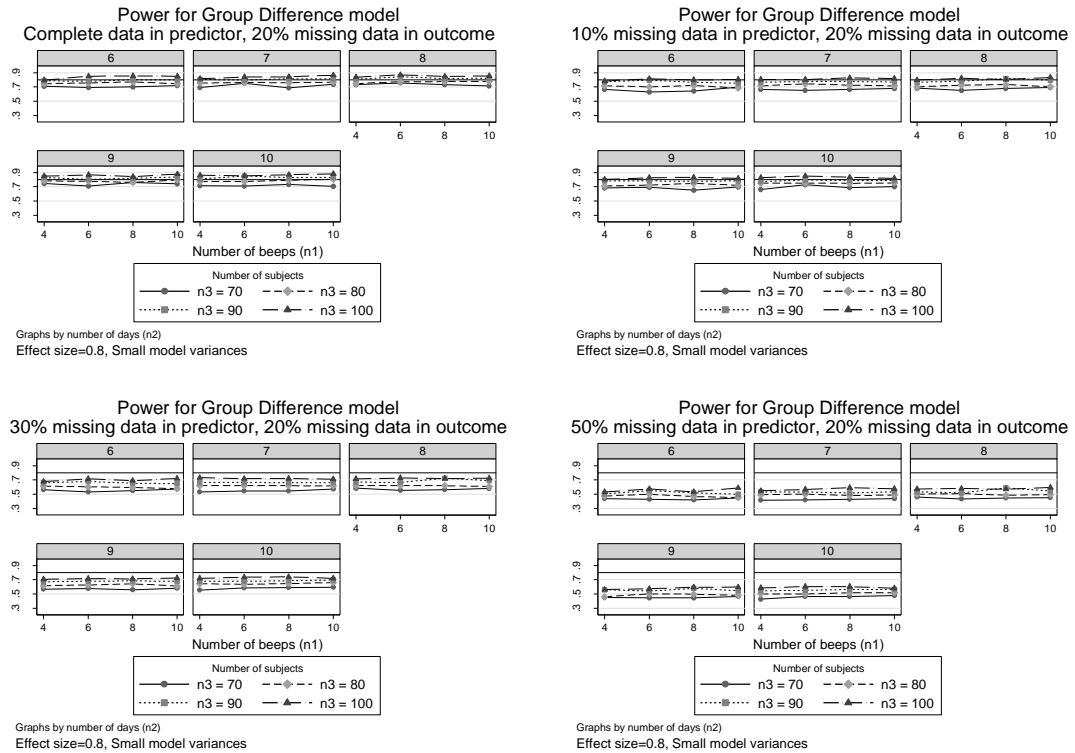 Power for Group Difference model
Complete data in predictor, 20% missing data in outcome
6 7 8
.3 .5 .7 .9
4 6 8 10
9 10
.3 .5 .7 .9
4 6 8 10 4 6 8 10
Number of beeps (n1)
Number of subjects
n3 = 70 n3 = 80
n3 = 90 n3 = 100
Graphs by number of days (n2)
Effect size=0.8, Small model variances
Power for Group Difference model
10% missing data in predictor, 20% missing data in outcome
6 7 8
.3 .5 .7 .9
4 6 8 10
9 10
.3 .5 .7 .9
4 6 8 10 4 6 8 10
Number of beeps (n1)
Number of subjects
n3 = 70 n3 = 80
n3 = 90 n3 = 100
Graphs by number of days (n2)
Effect size=0.8, Small model variances
Power for Group Difference model
30% missing data in predictor, 20% missing data in outcome
6 7 8
.3 .5 .7 .9
4 6 8 10
9 10
.3 .5 .7 .9
4 6 8 10 4 6 8 10
Number of beeps (n1)
Number of subjects
n3 = 70 n3 = 80
n3 = 90 n3 = 100
Graphs by number of days (n2)
Effect size=0.8, Small model variances
Power for Group Difference model
50% missing data in predictor, 20% missing data in outcome
6 7 8
.3 .5 .7 .9
4 6 8 10
9 10
.3 .5 .7 .9
4 6 8 10 4 6 8 10
Number of beeps (n1)
Number of subjects
n3 = 70 n3 = 80
n3 = 90 n3 = 100
Graphs by number of days (n2)
Effect size=0.8, Small model variances